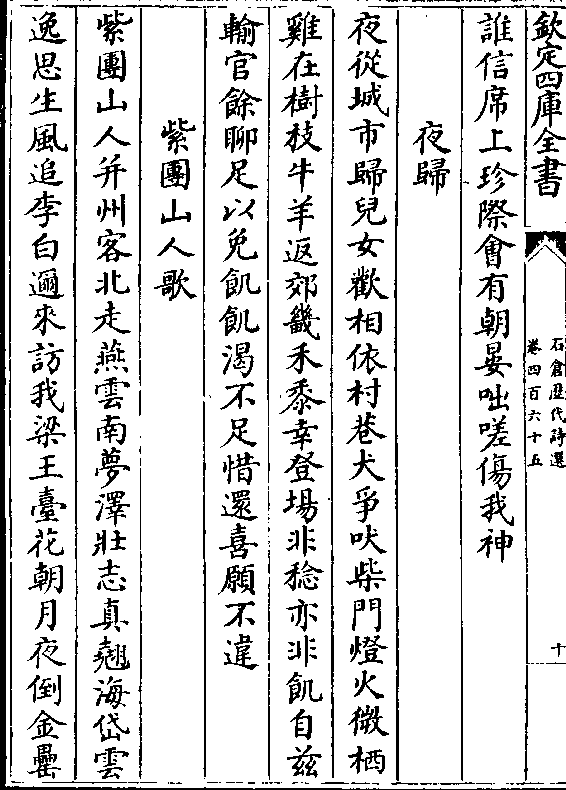 欽定四庫全書
石倉歴代詩選
卷四百六十五
十
誰信席上珍際會有朝晏咄嗟傷我神
夜歸
夜從城市歸兒女歡相依村巷犬爭吠柴門燈火微栖
雞在樹枝牛羊返郊畿禾黍幸登場非稔亦非飢自兹
輸官餘聊足以免飢飢渴不足惜還喜願不違
紫團山人歌
紫團山人并州客北走燕雲南夢澤壯志真翹海岱雲
逸思生風追李白邇來訪我梁王臺花朝月夜倒金罍